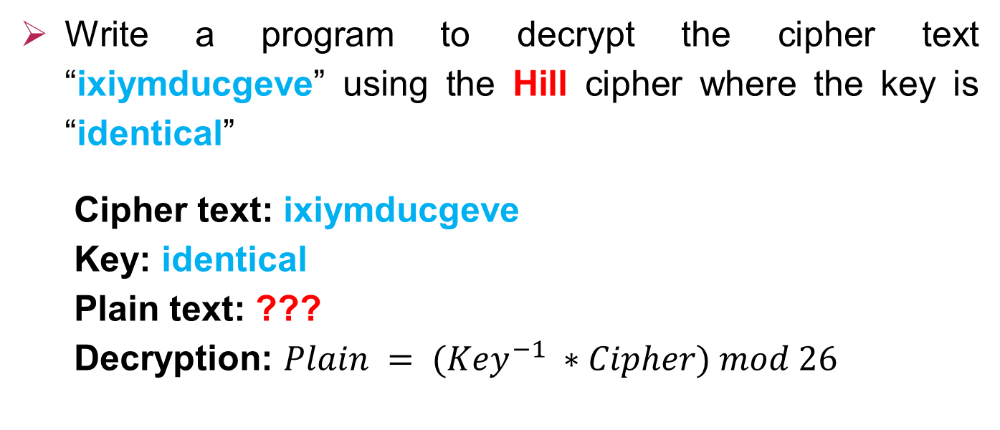 ➢ Write a program to decrypt the cipher text
“ixiymducgeve” using the Hill cipher where the key is
“identical”
Cipher text: ixiymducgeve
Key: identical
Plain text: ???
Decryption: 𝑃𝑙𝑎𝑖𝑛 = (𝐾𝑒𝑦⁻¹ ∗ 𝐶𝑖𝑝ℎ𝑒𝑟) 𝑚𝑜𝑑 26